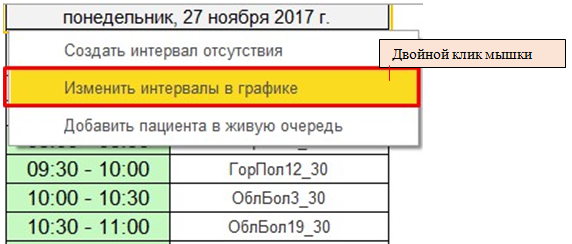 понедельник, 27 ноября 2017 г.
Создать интервал отсутствия
Двойной клик мышки
Изменить интервалы в графике
Добавить пациента в живую очередь
09:30 - 10:00 ГорПол12_30
10:00 - 10:30 ОблБол3_30
10:30 - 11:00 ОблБол19_30